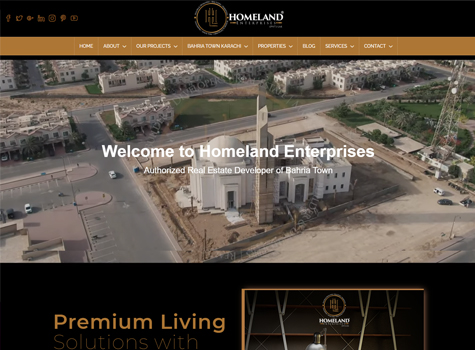 HOMELAND
ENTERPRISES
HOME ABOUT OUR PROJECTS BAHRIA TOWN KARACHI PROPERTIES BLOG SERVICES CONTACT
Welcome to Homeland Enterprises
Authorized Real Estate Developer of Bahria Town
Premium Living
Solutions with
HOMELAND